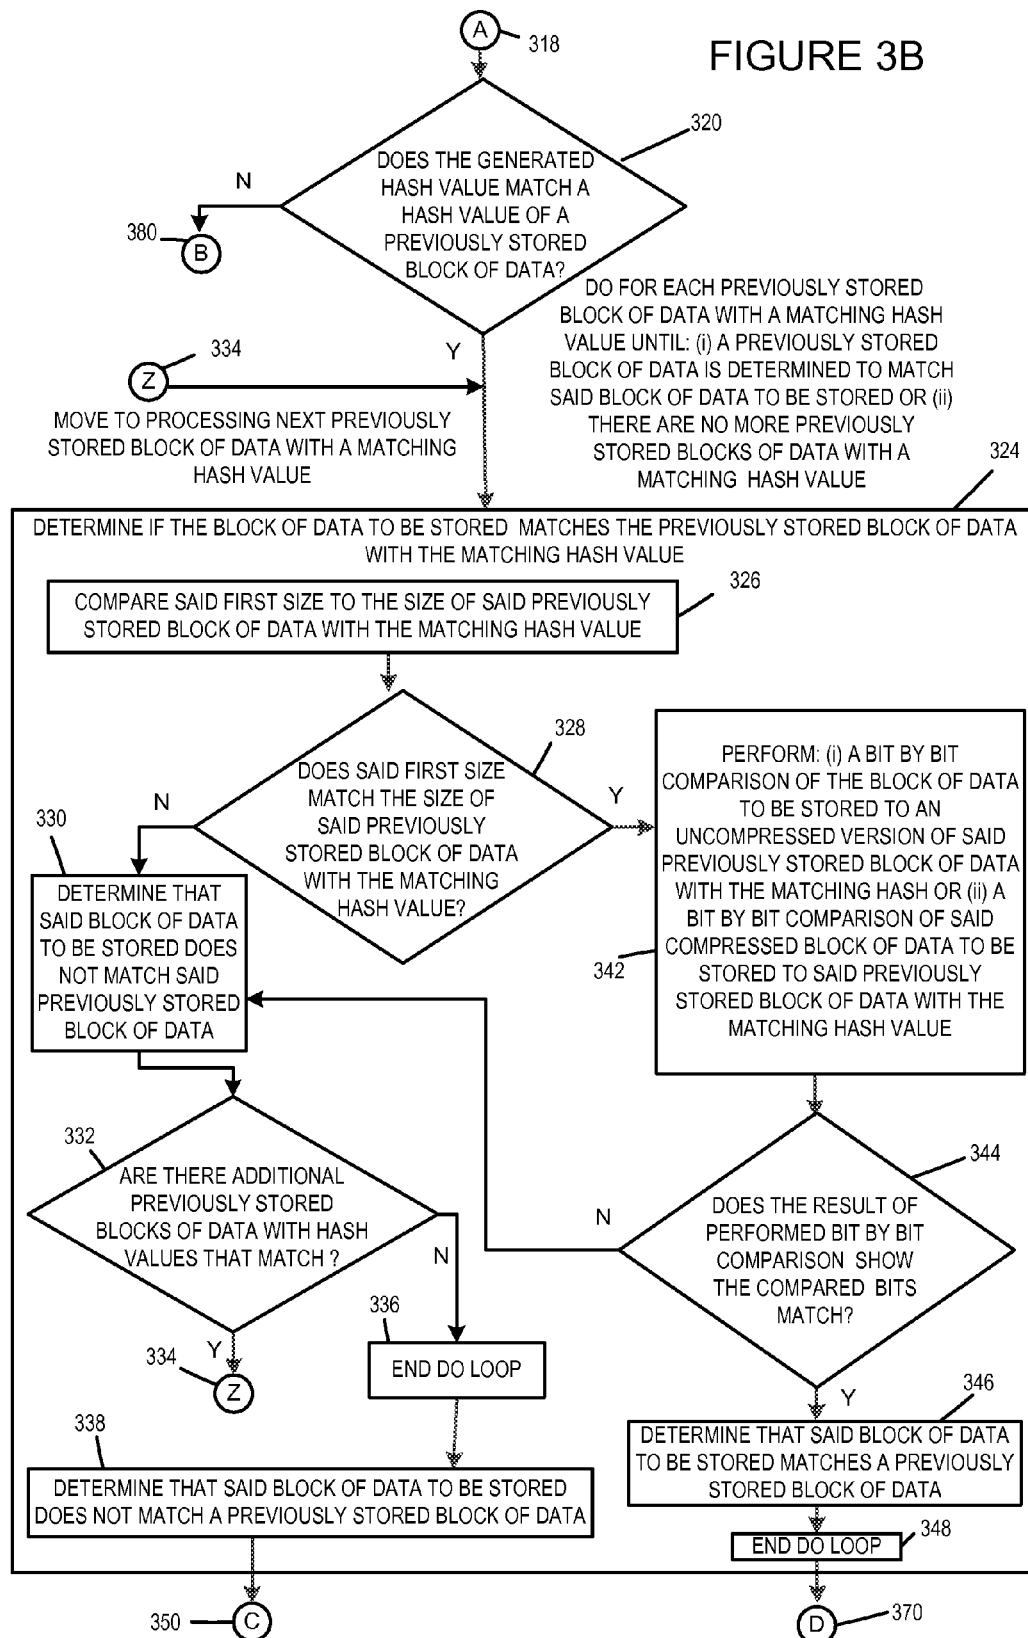 A
318
FIGURE 3B
320
DOES THE GENERATED
HASH VALUE MATCH A
HASH VALUE OF A
PREVIOUSLY STORED
BLOCK OF DATA?
N
380
B
Y
DO FOR EACH PREVIOUSLY STORED
BLOCK OF DATA WITH A MATCHING HASH
VALUE UNTIL: (i) A PREVIOUSLY STORED
BLOCK OF DATA IS DETERMINED TO MATCH
SAID BLOCK OF DATA TO BE STORED OR (ii)
THERE ARE NO MORE PREVIOUSLY
STORED BLOCKS OF DATA WITH A
MATCHING HASH VALUE
334
Z
MOVE TO PROCESSING NEXT PREVIOUSLY
STORED BLOCK OF DATA WITH A MATCHING
HASH VALUE
324
DETERMINE IF THE BLOCK OF DATA TO BE STORED MATCHES THE PREVIOUSLY STORED BLOCK OF DATA
WITH THE MATCHING HASH VALUE
326
COMPARE SAID FIRST SIZE TO THE SIZE OF SAID PREVIOUSLY
STORED BLOCK OF DATA WITH THE MATCHING HASH VALUE
328
DOES SAID FIRST SIZE
MATCH THE SIZE OF
SAID PREVIOUSLY
STORED BLOCK OF DATA
WITH THE MATCHING
HASH VALUE?
N
Y
330
DETERMINE THAT
SAID BLOCK OF DATA
TO BE STORED DOES
NOT MATCH SAID
PREVIOUSLY STORED
BLOCK OF DATA
PERFORM: (i) A BIT BY BIT
COMPARISON OF THE BLOCK OF DATA
TO BE STORED TO AN
UNCOMPRESSED VERSION OF SAID
PREVIOUSLY STORED BLOCK OF DATA
WITH THE MATCHING HASH OR (ii) A
BIT BY BIT COMPARISON OF SAID
COMPRESSED BLOCK OF DATA TO BE
STORED TO SAID PREVIOUSLY
STORED BLOCK OF DATA WITH THE
MATCHING HASH VALUE
342
332
ARE THERE ADDITIONAL
PREVIOUSLY STORED
BLOCKS OF DATA WITH HASH
VALUES THAT MATCH ?
N
Y
334
Z
344
DOES THE RESULT OF
PERFORMED BIT BY BIT
COMPARISON SHOW
THE COMPARED BITS
MATCH?
N
Y
336
END DO LOOP
338
DETERMINE THAT SAID BLOCK OF DATA TO BE STORED
DOES NOT MATCH A PREVIOUSLY STORED BLOCK OF DATA
346
DETERMINE THAT SAID BLOCK OF DATA
TO BE STORED MATCHES A PREVIOUSLY
STORED BLOCK OF DATA
348
END DO LOOP
350
C
D
370